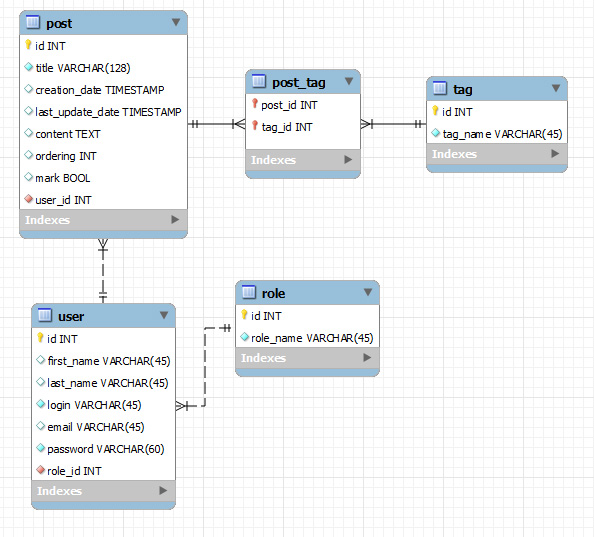 post
id INT
title VARCHAR(128)
creation_date TIMESTAMP
last_update_date TIMESTAMP
content TEXT
ordering INT
mark BOOL
user_id INT
Indexes
post_tag
post_id INT
tag_id INT
Indexes
tag
id INT
tag_name VARCHAR(45)
Indexes
user
id INT
first_name VARCHAR(45)
last_name VARCHAR(45)
login VARCHAR(45)
email VARCHAR(45)
password VARCHAR(60)
role_id INT
Indexes
role
id INT
role_name VARCHAR(45)
Indexes